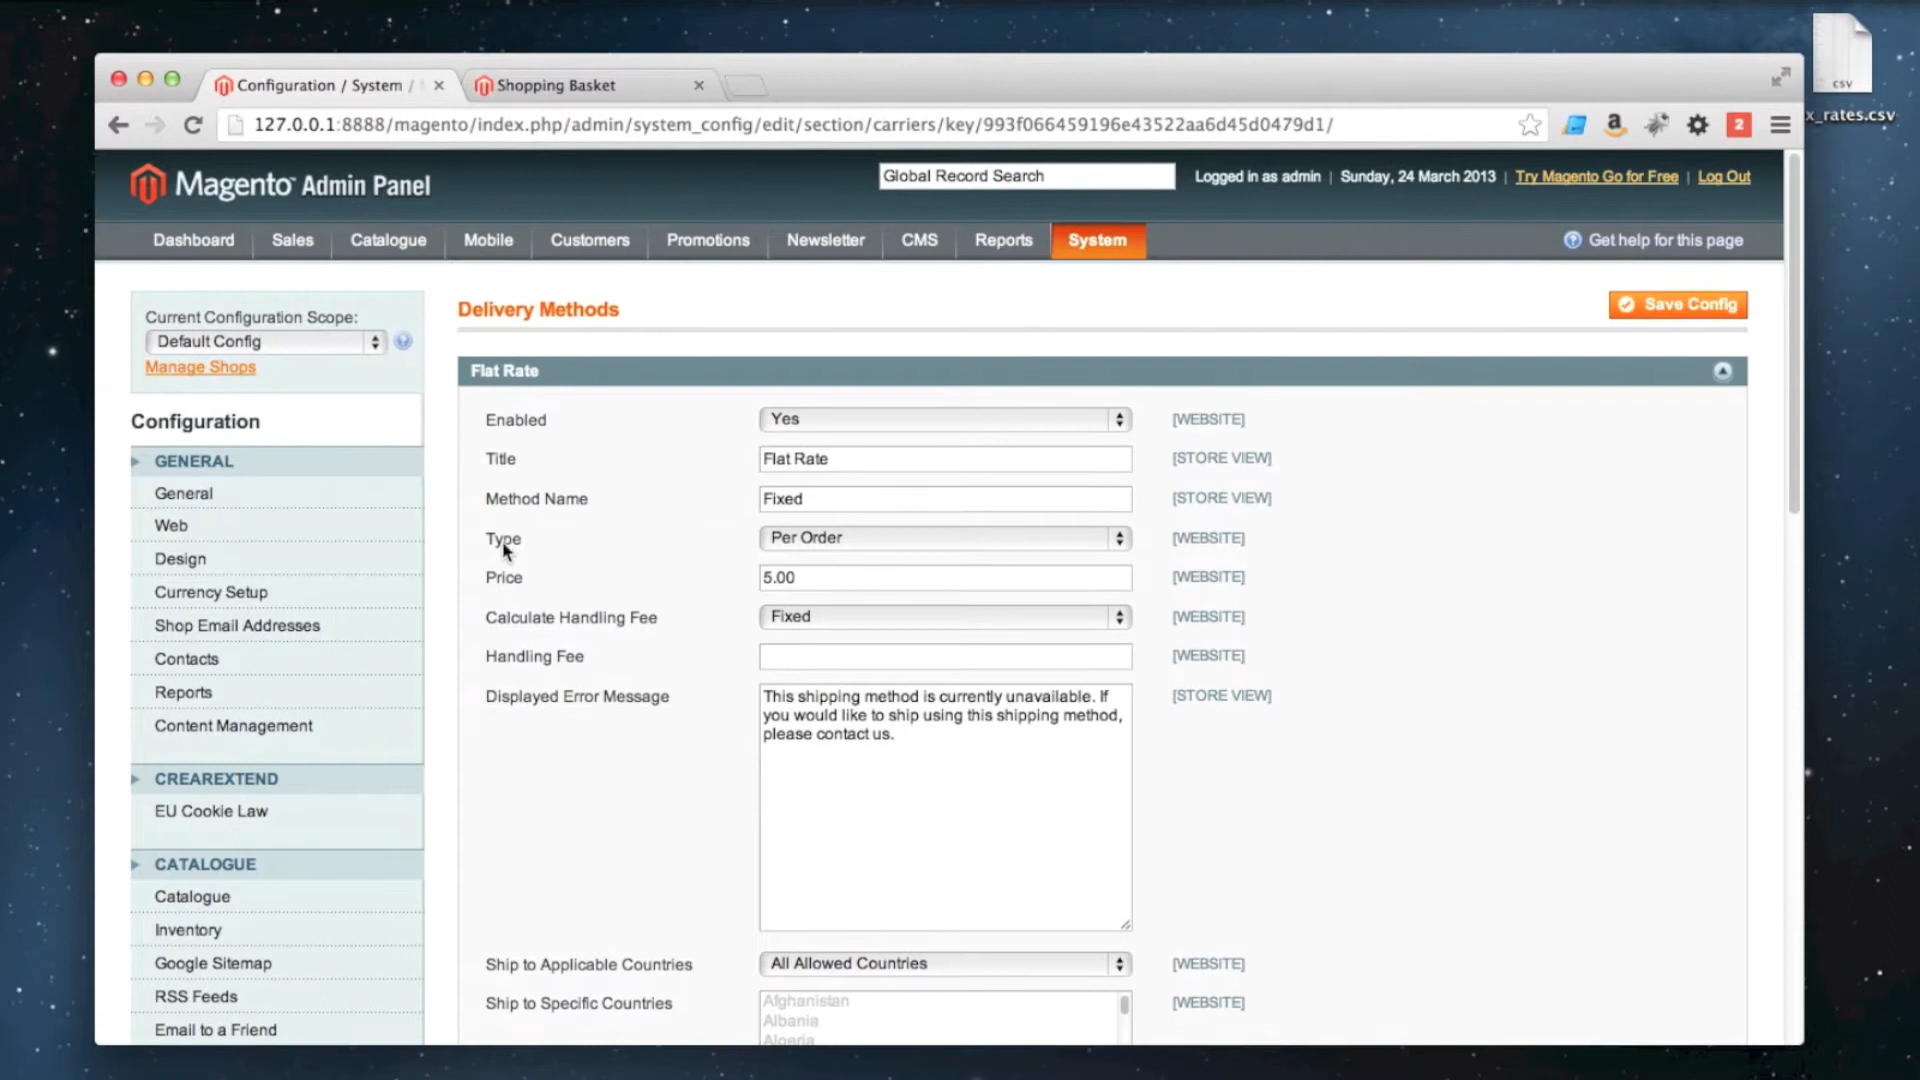 Configuration / System /
Shopping Basket
127.0.0.1:8888/magento/index.php/admin/system_config/edit/section/carriers/key/993f066459196e43522aa6d45d0479d1/
2
csv
x_rates.csv
Magento Admin Panel
Global Record Search
Logged in as admin | Sunday, 24 March 2013 | Try Magento Go for Free | Log Out
Dashboard Sales Catalogue Mobile Customers Promotions Newsletter CMS Reports System
Get help for this page
Current Configuration Scope:
Default Config
Manage Shops
Configuration
GENERAL
General
Web
Design
Currency Setup
Shop Email Addresses
Contacts
Reports
Content Management
CREAREXTEND
EU Cookie Law
CATALOGUE
Catalogue
Inventory
Google Sitemap
RSS Feeds
Email to a Friend
Delivery Methods
Save Config
Flat Rate
Enabled Yes [WEBSITE]
Title Flat Rate [STORE VIEW]
Method Name Fixed [STORE VIEW]
Type Per Order [WEBSITE]
Price 5.00 [WEBSITE]
Calculate Handling Fee Fixed [WEBSITE]
Handling Fee [WEBSITE]
Displayed Error Message This shipping method is currently unavailable. If [STORE VIEW]
you would like to ship using this shipping method,
please contact us.
Ship to Applicable Countries All Allowed Countries [WEBSITE]
Ship to Specific Countries Afghanistan [WEBSITE]
Albania
Algeria